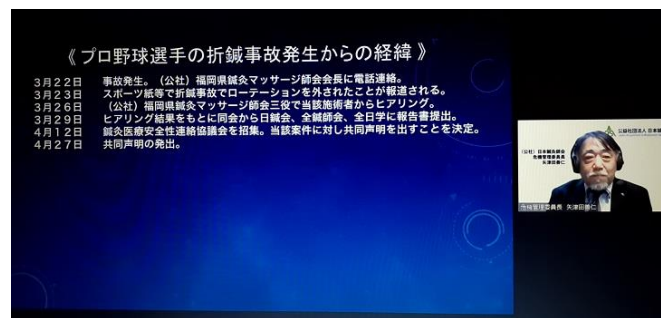 《プロ野球選手の折鍼事故発生からの経緯》
3月22日 事故発生。（公社）福岡県鍼灸マッサージ師会会長に電話連絡。
3月23日 スポーツ紙等で折鍼事故でローテーションを外されたことが報道される。
3月26日 （公社）福岡県鍼灸マッサージ師会三役で当該施術者からヒアリング。
3月29日 ヒアリング結果をもとに同会から日鍼会、全鍼師会、全日学に報告書提出。
4月12日 鍼灸医療安全性連絡協議会を招集。当該案件に対し共同声明を出すことを決定。
4月27日 共同声明の発出。
公益社団法人 日本鍼
（公社）日本鍼灸師会
危機管理委員長
矢津田善仁
危機管理委員長 矢津田善仁